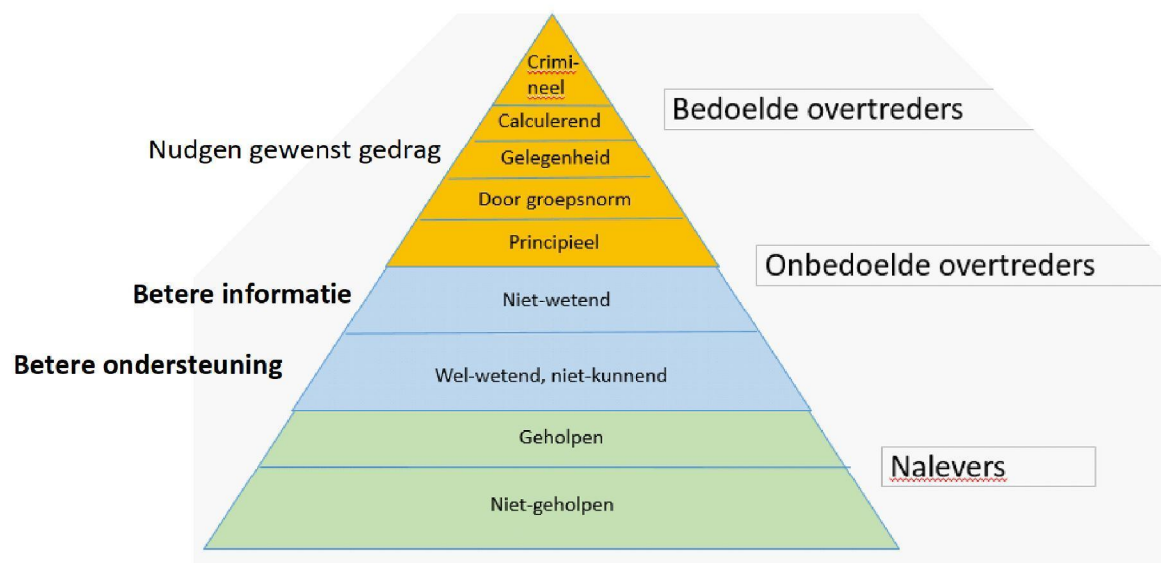 Crimi-
neel
Bedoelde overtreders
Calculerend
Nudgen gewenst gedrag
Gelegenheid
Door groepsnorm
Principieel
Onbedoelde overtreders
Betere informatie
Niet-wetend
Betere ondersteuning
Wel-wetend, niet-kunnend
Geholpen
Nalevers
Niet-geholpen